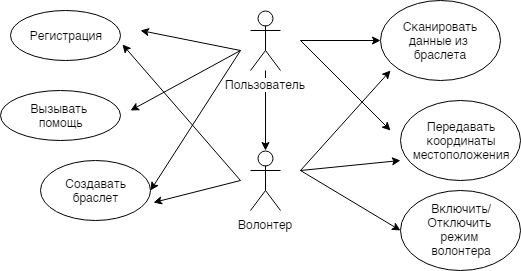 Регистрация
Вызывать
помощь
Создавать
браслет
Пользователь
Волонтер
Сканировать
данные из
браслета
Передавать
координаты
местоположения
Включить/
Отключить
режим
волонтера